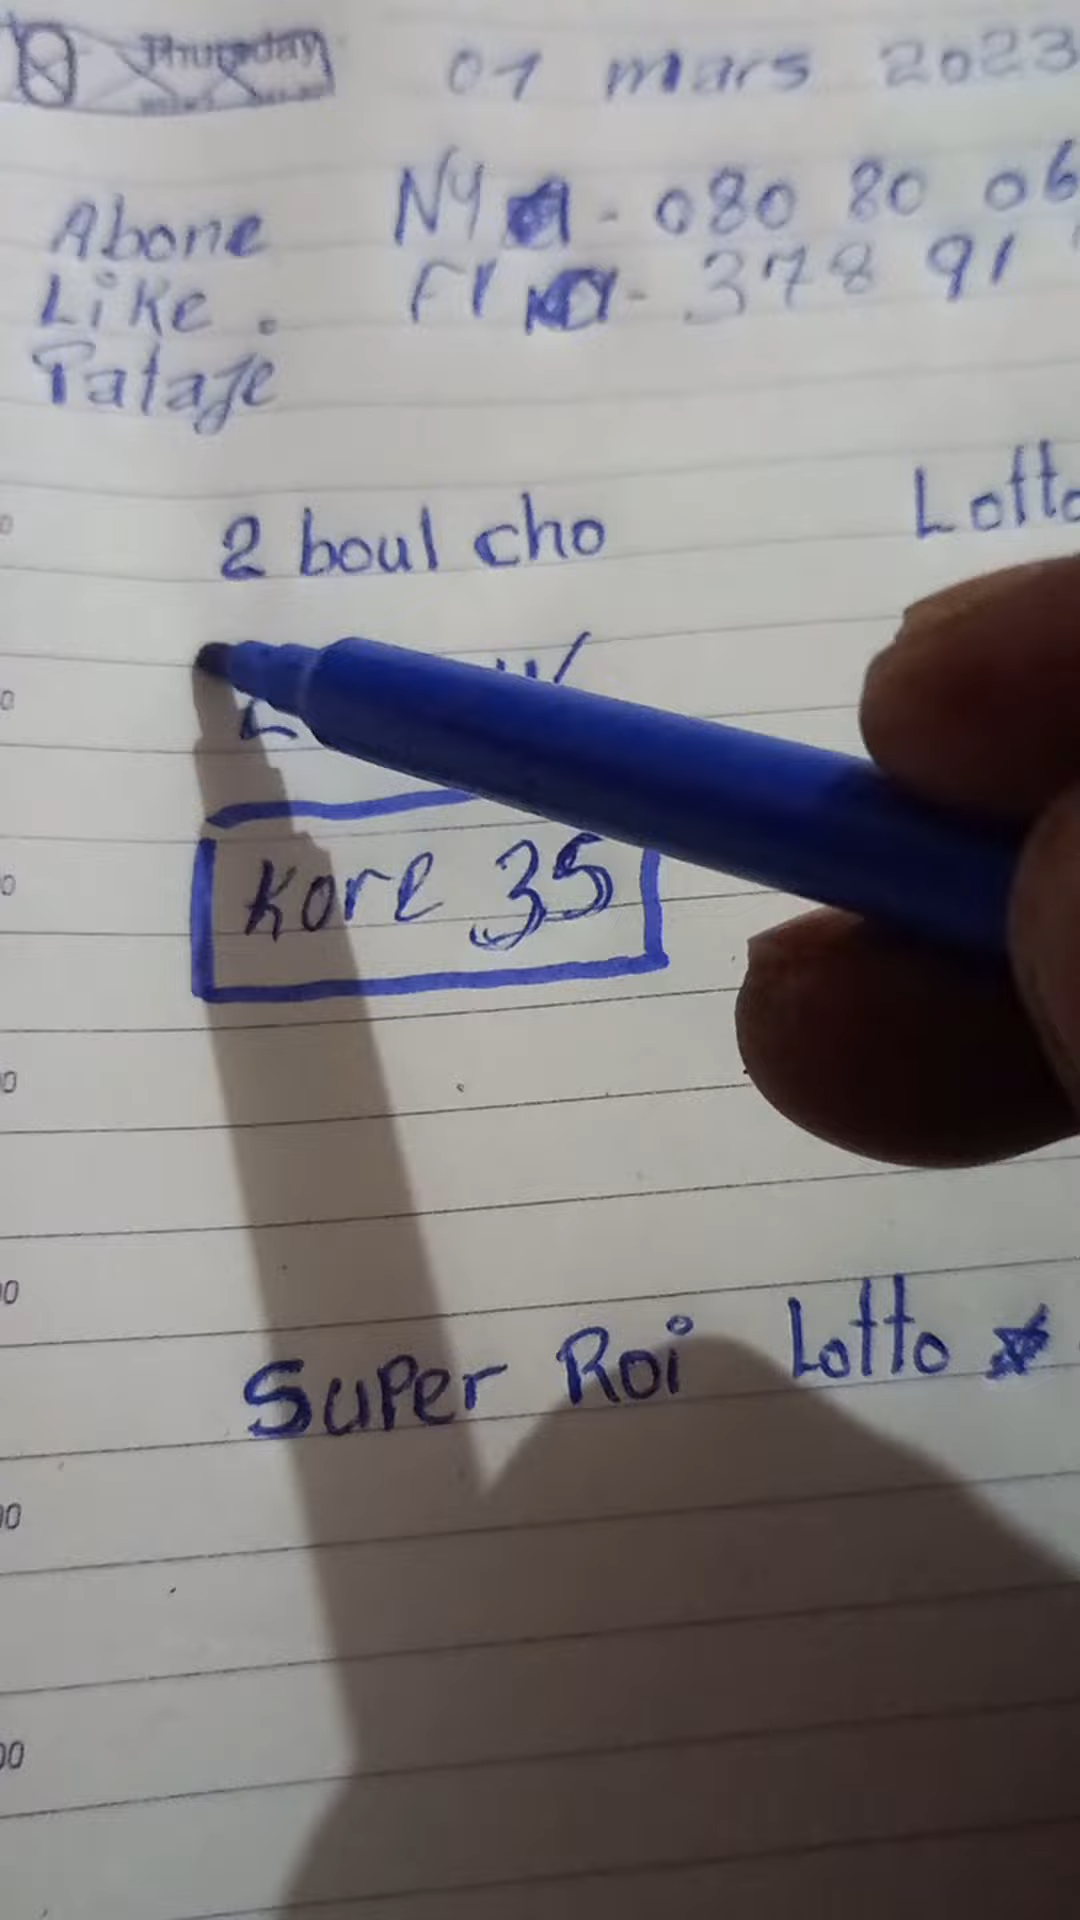 Thursday 01 mars 2023
Abone NY - 080 80 06
Like. Fl - 378 91
Pataje
2 boul cho Lotto
Kore 35
Super Roi Lotto